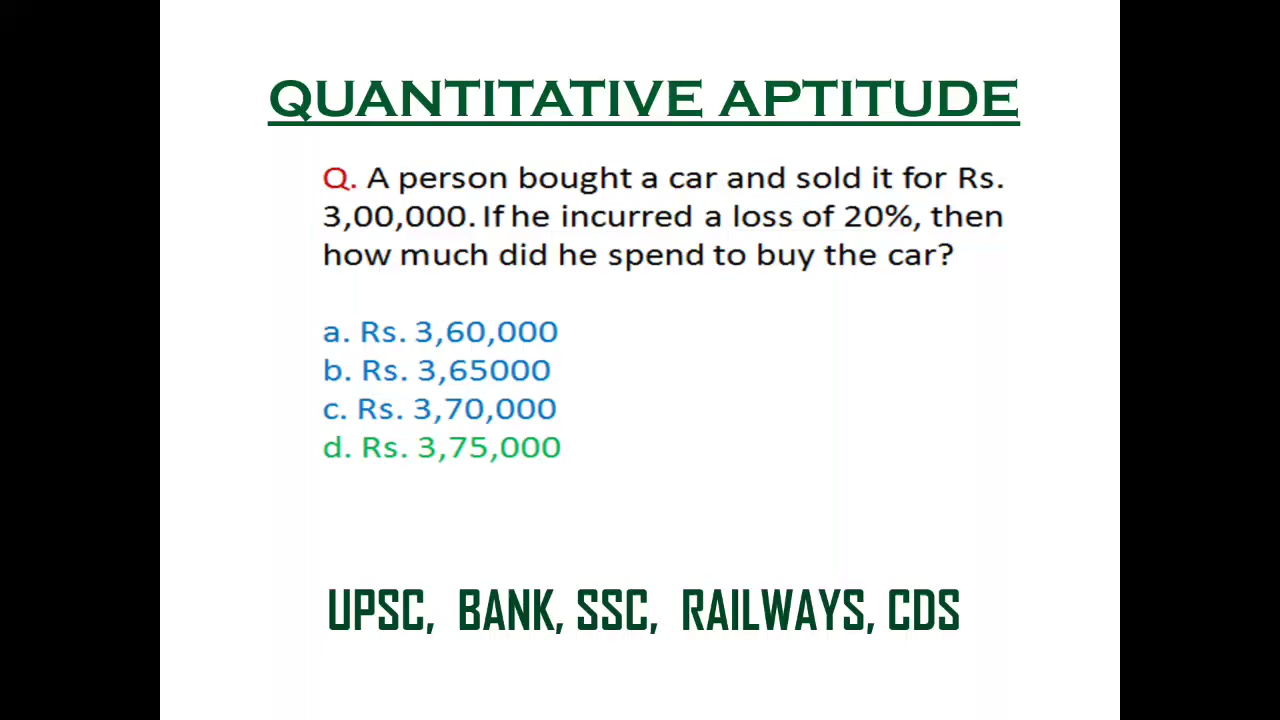 QUANTITATIVE APTITUDE
Q. A person bought a car and sold it for Rs.
3,00,000. If he incurred a loss of 20%, then
how much did he spend to buy the car?
a. Rs. 3,60,000
b. Rs. 3,65000
c. Rs. 3,70,000
d. Rs. 3,75,000
UPSC, BANK, SSC, RAILWAYS, CDS